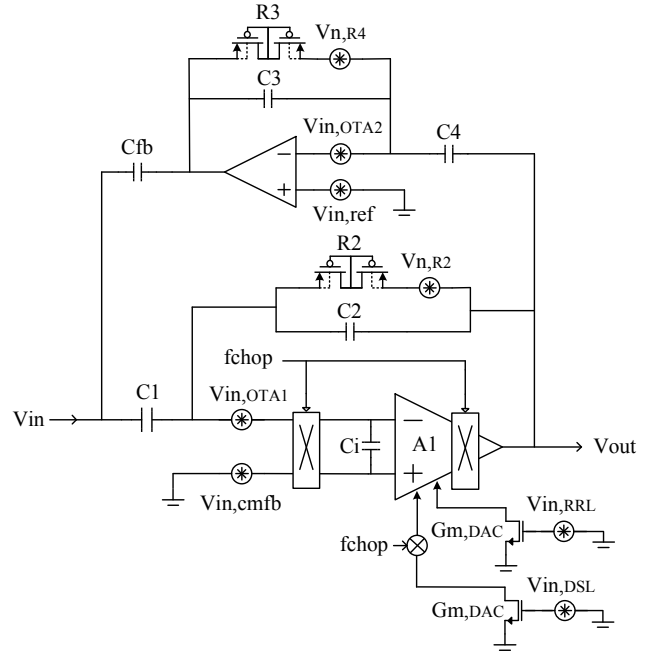 R3
Vn,R4
C3
Vin,OTA2
C4
Cfb
−
+
Vin,ref
R2
Vn,R2
C2
fchop
Vin,OTA1
C1
Vin
Ci
−
A1
+
Vout
Vin,cmfb
Vin,RRL
Gm,DAC
fchop
Vin,DSL
Gm,DAC